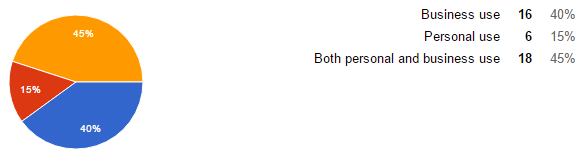 45%
15%
40%
Business use 16 40%
Personal use 6 15%
Both personal and business use 18 45%